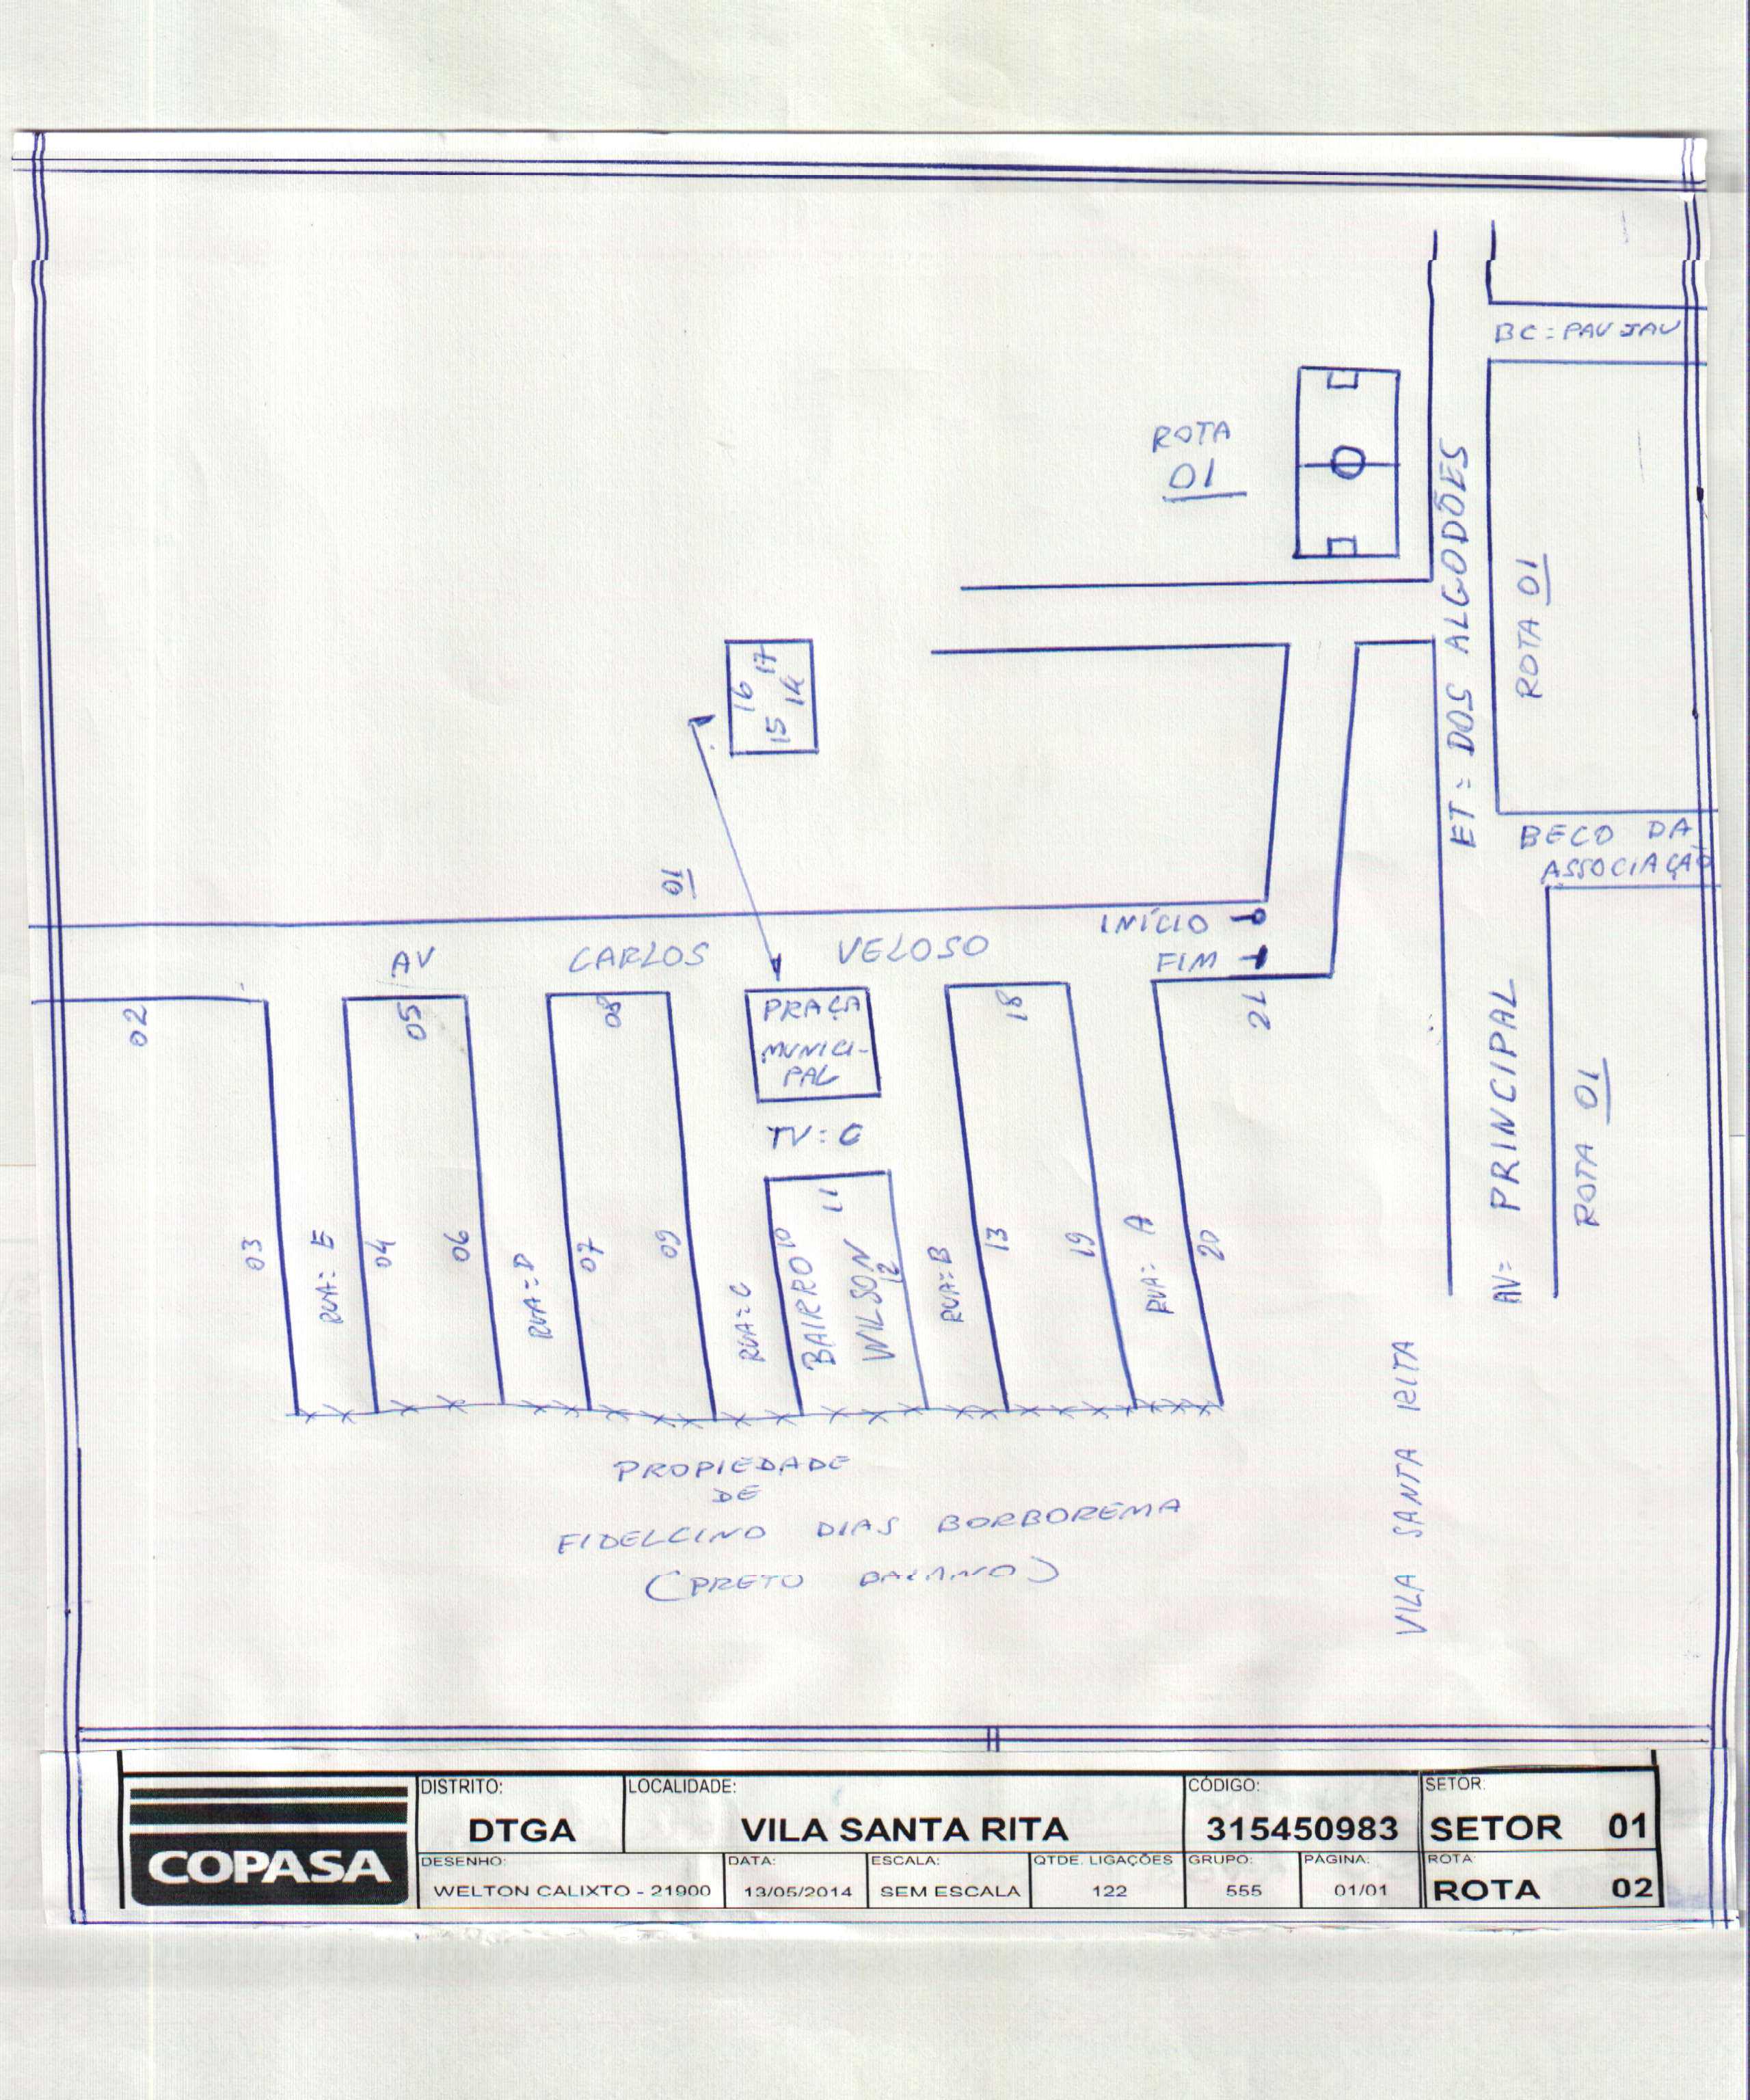 BC = PAU JAU
ROTA
01
ET = DOS ALGODÕES
ROTA 01
16 17
15 14
BECO DA
ASSOCIAÇÃO
01
INÍCIO
FIM
AV CARLOS VELOSO
02
05
08
PRAÇA
MUNICI-
PAL
18
21
AV = PRINCIPAL
ROTA 01
TV = C
03
RUA = E
04
06
RUA = D
07
09
RUA = C
10
11
BAIRRO
WILSON
12
RUA = B
13
19
RUA = A
20
VILA SANTA RITA
PROPIEDADE
DE
FIDELCINO DIAS BORBOREMA
(PRETO BAIANO)
COPASA
DISTRITO:
DTGA
LOCALIDADE:
VILA SANTA RITA
CÓDIGO:
315450983
SETOR:
SETOR 01
DESENHO:
WELTON CALIXTO - 21900
DATA:
13/05/2014
ESCALA:
SEM ESCALA
QTDE. LIGAÇÕES
122
GRUPO:
555
PÁGINA:
01/01
ROTA
ROTA 02